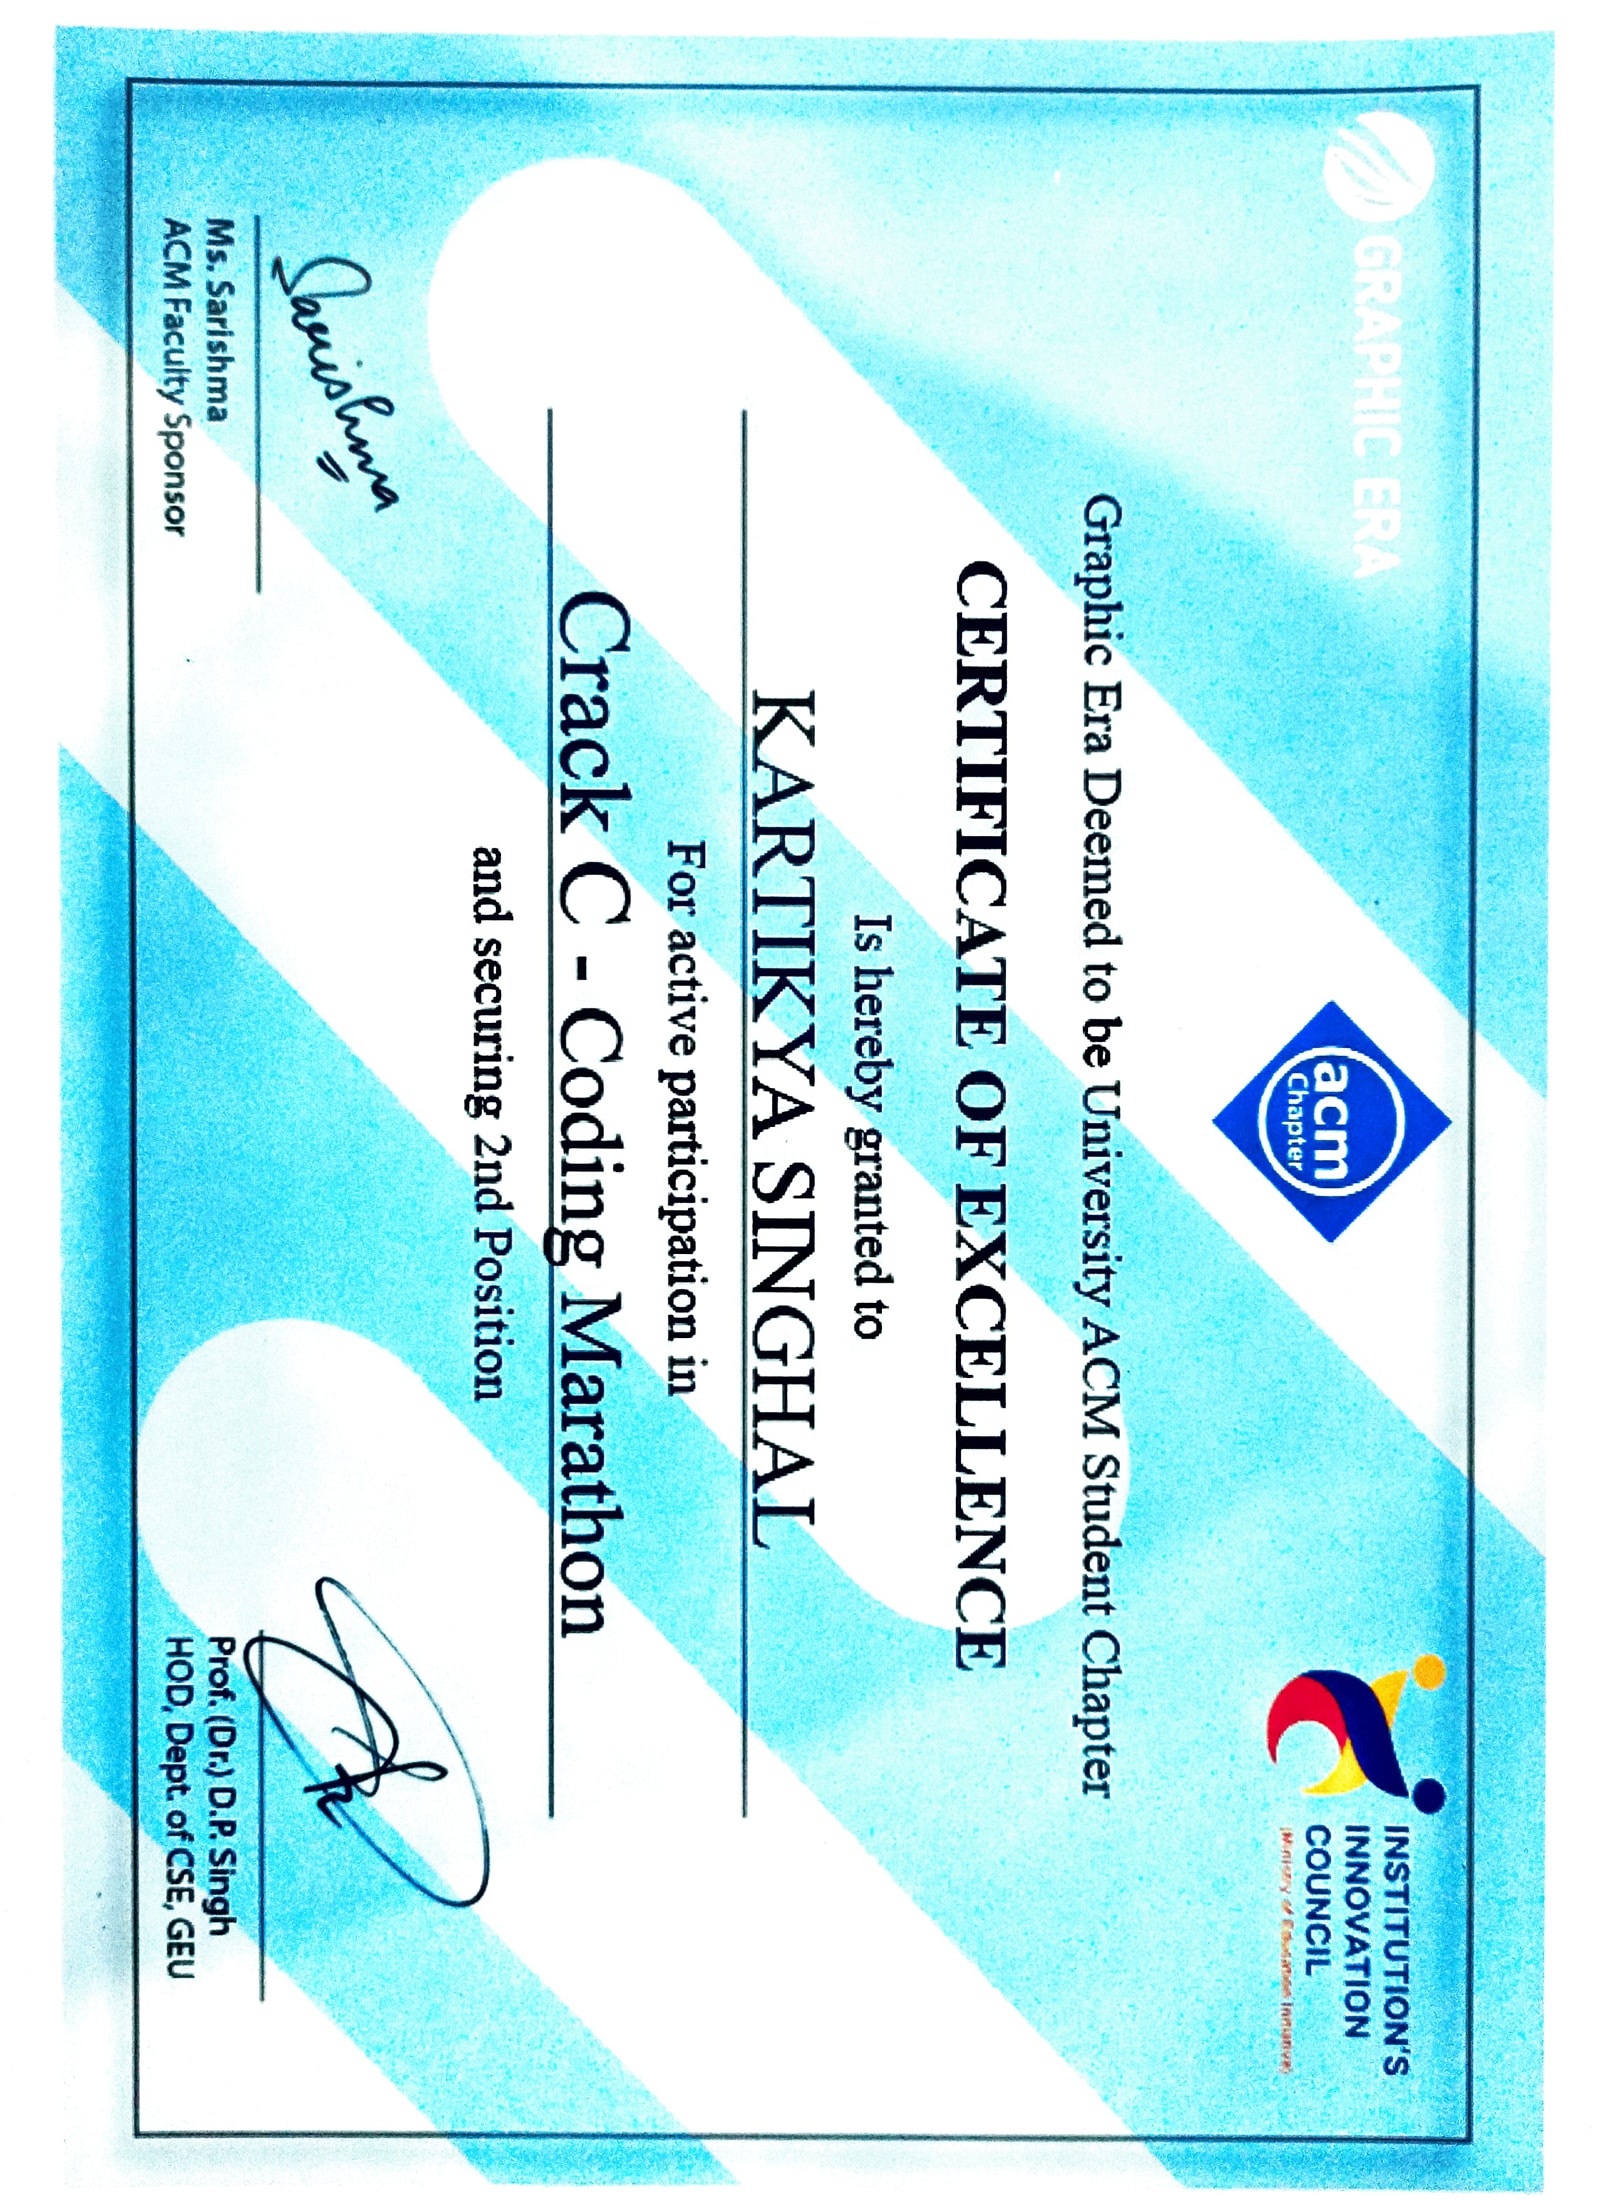 GRAPHIC ERA
acm
Chapter
INSTITUTION'S
INNOVATION
COUNCIL
(Ministry of Education Initiative)
Graphic Era Deemed to be University ACM Student Chapter
CERTIFICATE OF EXCELLENCE
Is hereby granted to
KARTIKYA SINGHAL
For active participation in
Crack C - Coding Marathon
and securing 2nd Position
Sarishma
Ms. Sarishma
ACM Faculty Sponsor
Prof. (Dr.) D.P. Singh
HOD, Dept. of CSE, GEU